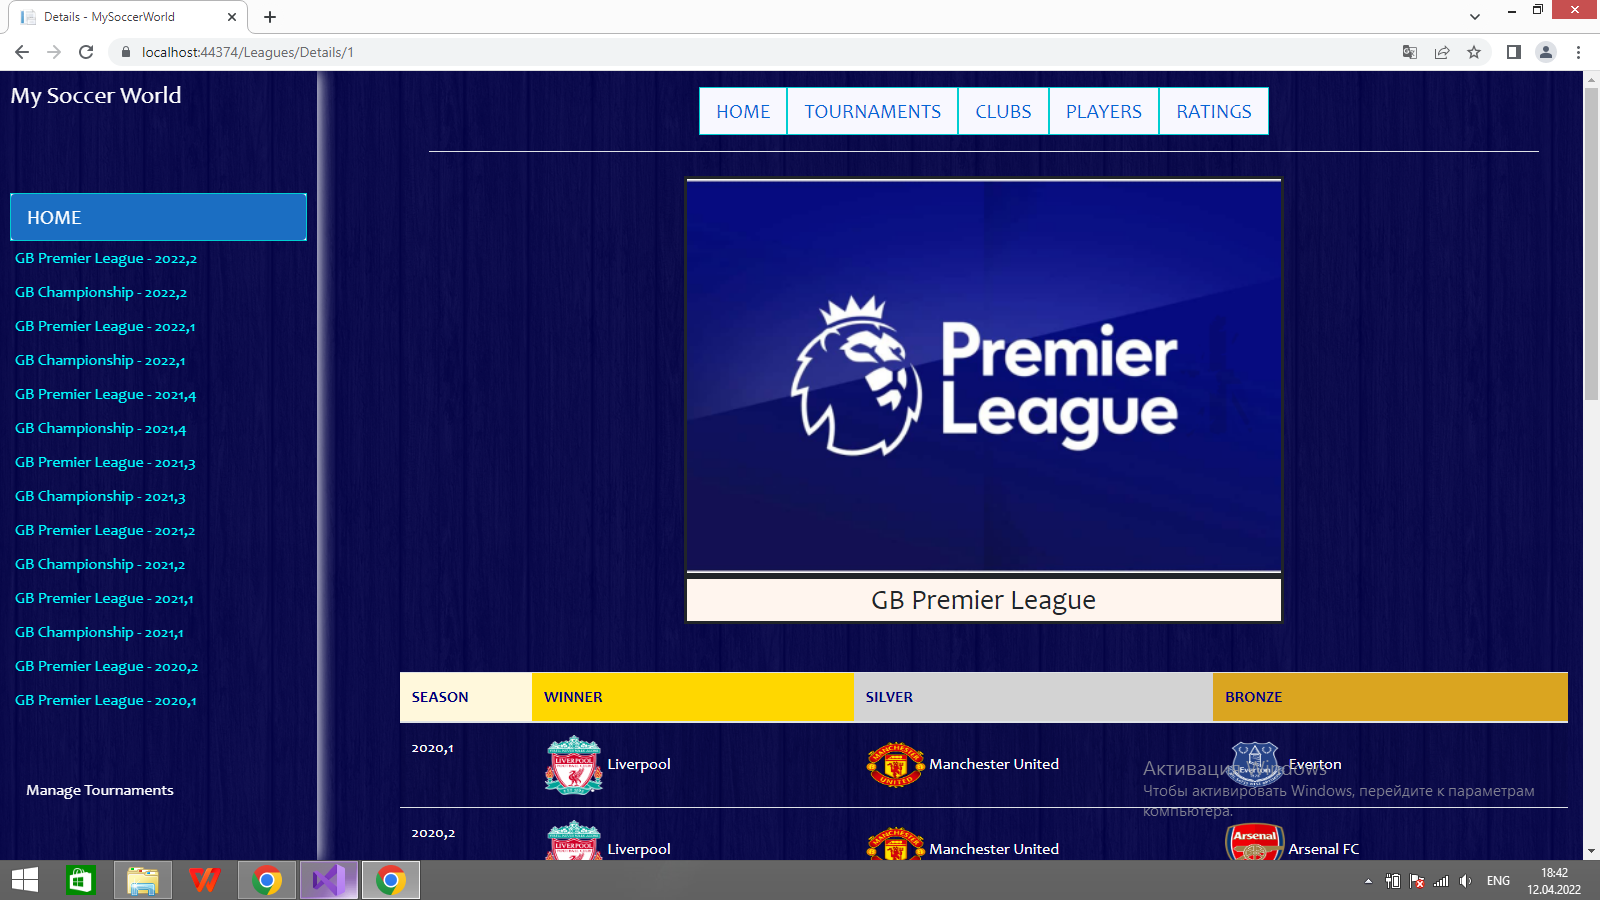 Details - MySoccerWorld
localhost:44374/Leagues/Details/1
My Soccer World
HOME
GB Premier League - 2022,2
GB Championship - 2022,2
GB Premier League - 2022,1
GB Championship - 2022,1
GB Premier League - 2021,4
GB Championship - 2021,4
GB Premier League - 2021,3
GB Championship - 2021,3
GB Premier League - 2021,2
GB Championship - 2021,2
GB Premier League - 2021,1
GB Championship - 2021,1
GB Premier League - 2020,2
GB Premier League - 2020,1
Manage Tournaments
HOME TOURNAMENTS CLUBS PLAYERS RATINGS
Premier
League
GB Premier League
SEASON WINNER SILVER BRONZE
2020,1 Liverpool Manchester United Everton
2020,2 Liverpool Manchester United Arsenal Arsenal FC
Активация Windows
Чтобы активировать Windows, перейдите к параметрам
компьютера.
ENG
18:42
12.04.2022